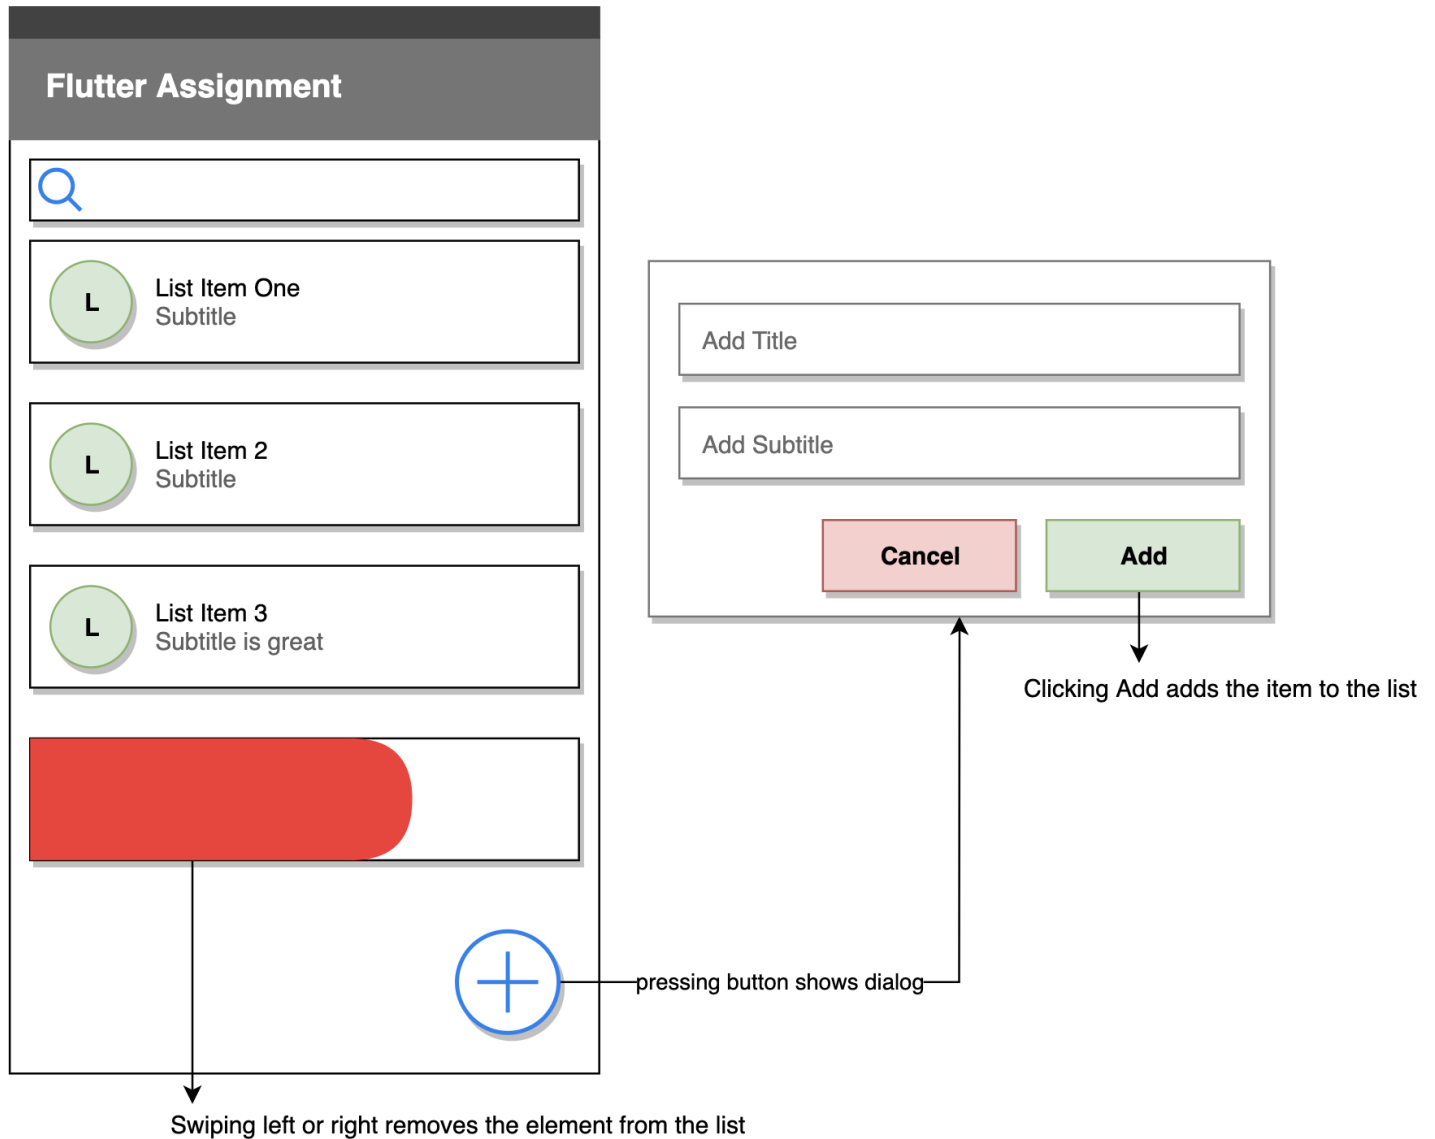 Flutter Assignment
L
List Item One
Subtitle
L
List Item 2
Subtitle
L
List Item 3
Subtitle is great
Add Title
Add Subtitle
Cancel
Add
Clicking Add adds the item to the list
pressing button shows dialog
Swiping left or right removes the element from the list